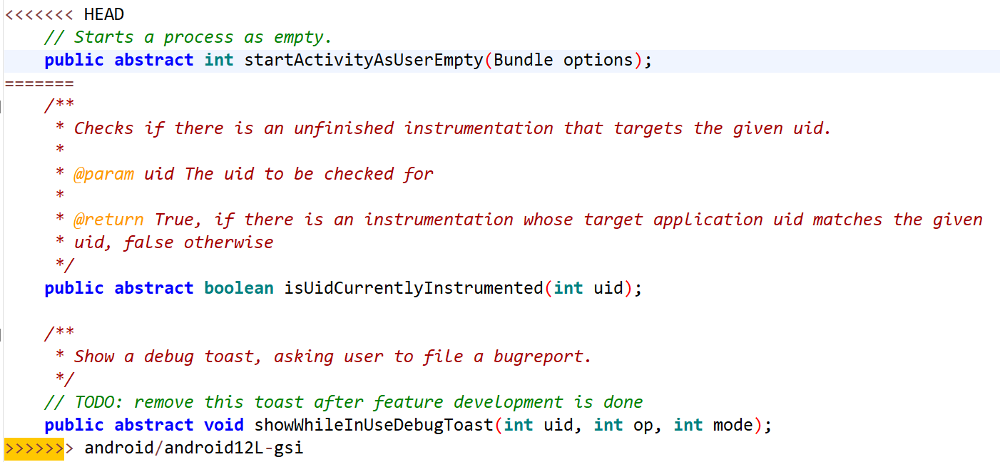 <<<<<<< HEAD
    // Starts a process as empty.
    public abstract int startActivityAsUserEmpty(Bundle options);
=======
    /**
     * Checks if there is an unfinished instrumentation that targets the given uid.
     *
     * @param uid The uid to be checked for
     *
     * @return True, if there is an instrumentation whose target application uid matches the given
     * uid, false otherwise
     */
    public abstract boolean isUidCurrentlyInstrumented(int uid);

    /**
     * Show a debug toast, asking user to file a bugreport.
     */
    // TODO: remove this toast after feature development is done
    public abstract void showWhileInUseDebugToast(int uid, int op, int mode);
>>>>>>> android/android12L-gsi